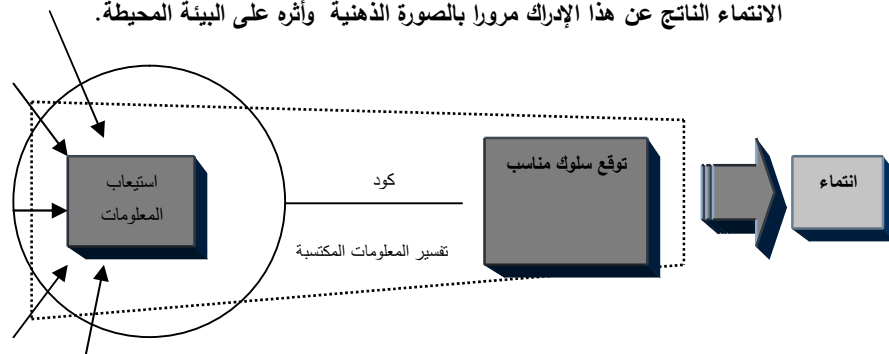 الانتماء الناتج عن هذا الإدراك مرورا بالصورة الذهنية وأثره على البيئة المحيطة.
استيعاب
المعلومات
كود
تفسير المعلومات المكتسبة
توقع سلوك مناسب
انتماء